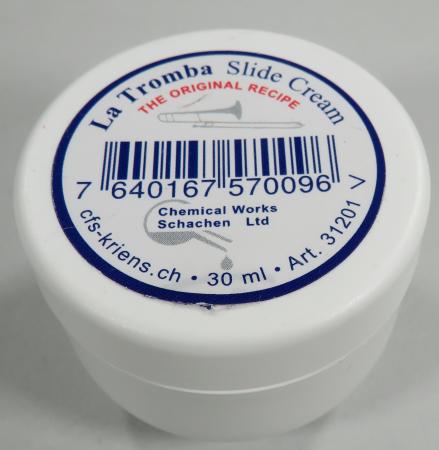 La Tromba Slide Cream
THE ORIGINAL RECIPE
7 640167 570096 >
Chemical Works
Schachen Ltd
cfs-kriens.ch • 30 ml • Art. 31201